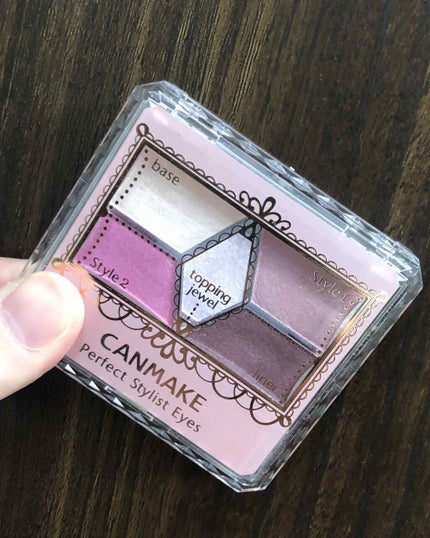 base
Style 1
Style 2
topping
jewel
liner
CANMAKE
Perfect Stylist Eyes